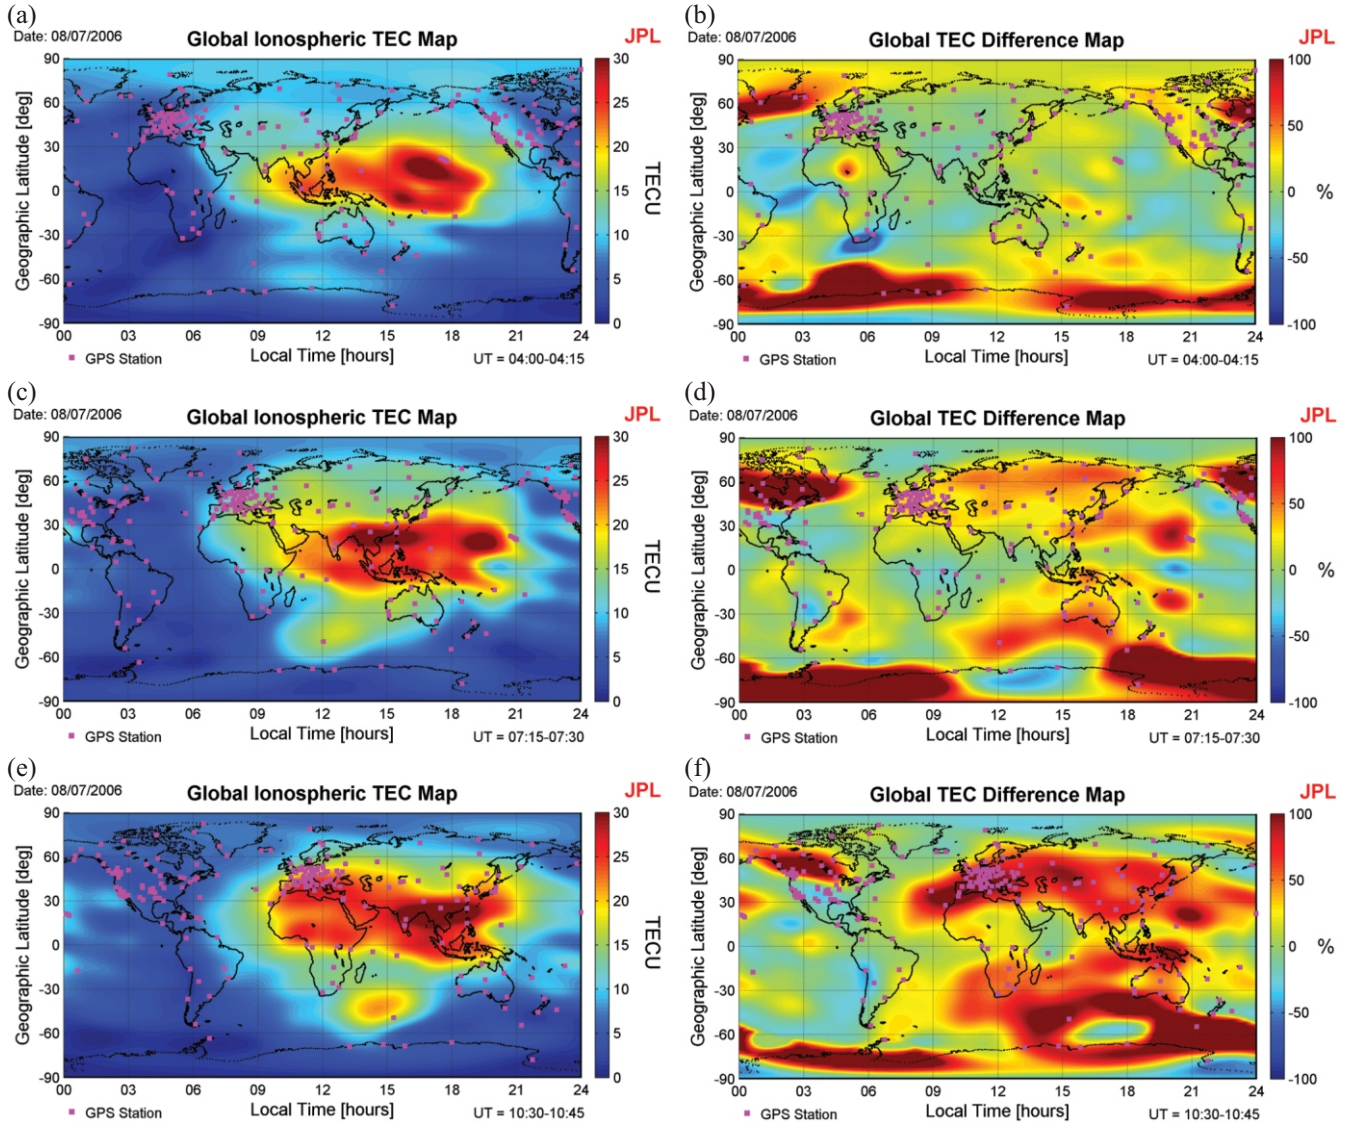 (a)
Date: 08/07/2006 Global Ionospheric TEC Map JPL
90
60
30
0
-30
-60
-90
Geographic Latitude [deg]
00 03 06 09 12 15 18 21 24
30
25
20
15
10
5
0
TECU
GPS Station Local Time [hours] UT = 04:00-04:15
(b)
Date: 08/07/2006 Global TEC Difference Map JPL
90
60
30
0
-30
-60
-90
Geographic Latitude [deg]
00 03 06 09 12 15 18 21 24
100
50
0
-50
-100
%
GPS Station Local Time [hours] UT = 04:00-04:15
(c)
Date: 08/07/2006 Global Ionospheric TEC Map JPL
90
60
30
0
-30
-60
-90
Geographic Latitude [deg]
00 03 06 09 12 15 18 21 24
30
25
20
15
10
5
0
TECU
GPS Station Local Time [hours] UT = 07:15-07:30
(d)
Date: 08/07/2006 Global TEC Difference Map JPL
90
60
30
0
-30
-60
-90
Geographic Latitude [deg]
00 03 06 09 12 15 18 21 24
100
50
0
-50
-100
%
GPS Station Local Time [hours] UT = 07:15-07:30
(e)
Date: 08/07/2006 Global Ionospheric TEC Map JPL
90
60
30
0
-30
-60
-90
Geographic Latitude [deg]
00 03 06 09 12 15 18 21 24
30
25
20
15
10
5
0
TECU
GPS Station Local Time [hours] UT = 10:30-10:45
(f)
Date: 08/07/2006 Global TEC Difference Map JPL
90
60
30
0
-30
-60
-90
Geographic Latitude [deg]
00 03 06 09 12 15 18 21 24
100
50
0
-50
-100
%
GPS Station Local Time [hours] UT = 10:30-10:45